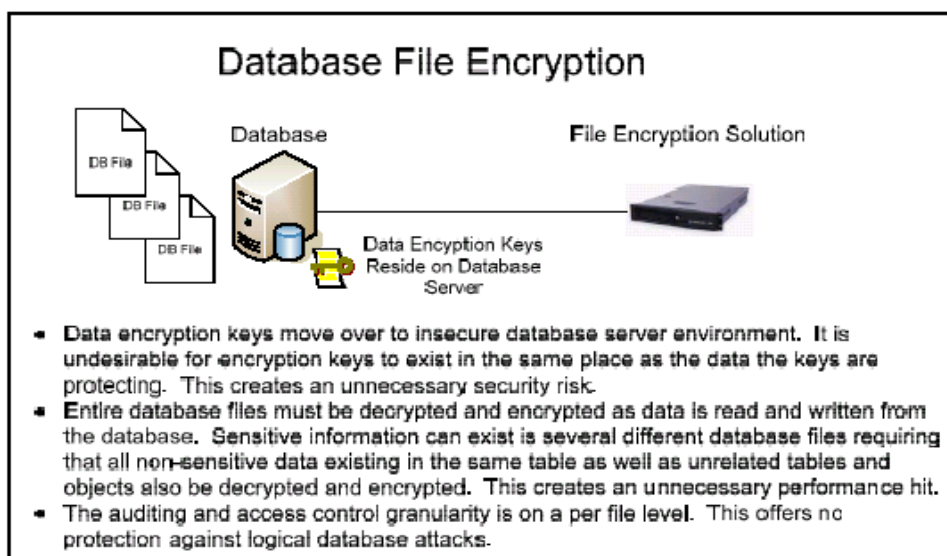 Database File Encryption
DB File
DB File
DB File
Database
File Encryption Solution
Data Encyption Keys
Reside on Database
Server
• Data encryption keys move over to insecure database server environment. It is
undesirable for encryption keys to exist in the same place as the data the keys are
protecting. This creates an unnecessary security risk.
• Entire database files must be decrypted and encrypted as data is read and written from
the database. Sensitive information can exist is several different database files requiring
that all non-sensitive data existing in the same table as well as unrelated tables and
objects also be decrypted and encrypted. This creates an unnecessary performance hit.
• The auditing and access control granularity is on a per file level. This offers no
protection against logical database attacks.